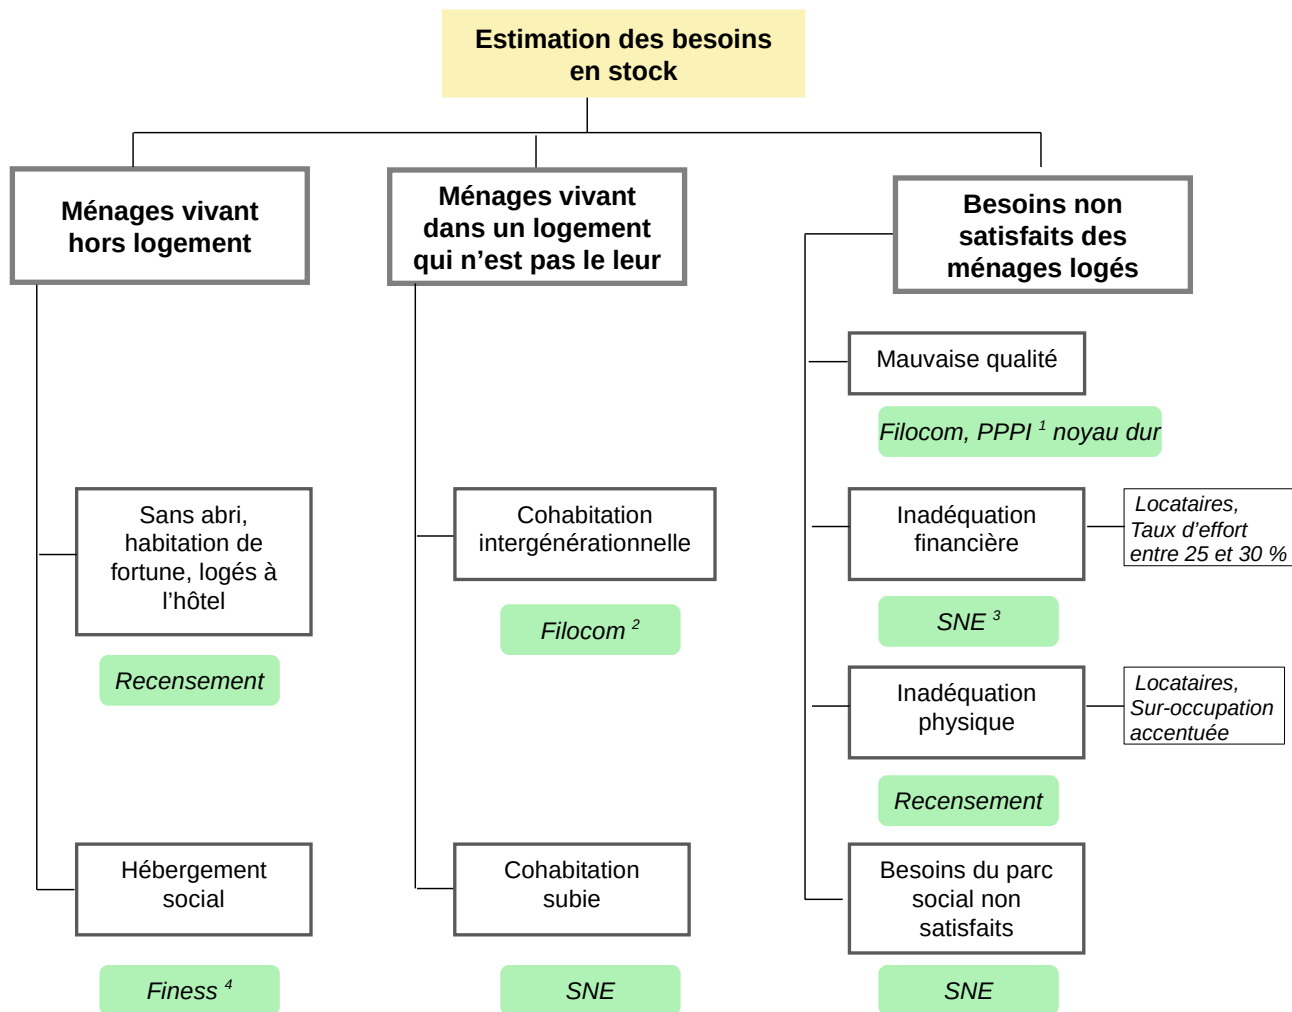 Estimation des besoins
en stock
Ménages vivant
hors logement
Sans abri,
habitation de
fortune, logés à
l’hôtel
Recensement
Hébergement
social
Finess 4
Ménages vivant
dans un logement
qui n’est pas le leur
Cohabitation
intergénérationnelle
Filocom 2
Cohabitation
subie
SNE
Besoins non
satisfaits des
ménages logés
Mauvaise qualité
Filocom, PPPI 1 noyau dur
Inadéquation
financière
Locataires,
Taux d’effort
entre 25 et 30 %
SNE 3
Inadéquation
physique
Locataires,
Sur-occupation
accentuée
Recensement
Besoins du parc
social non
satisfaits
SNE